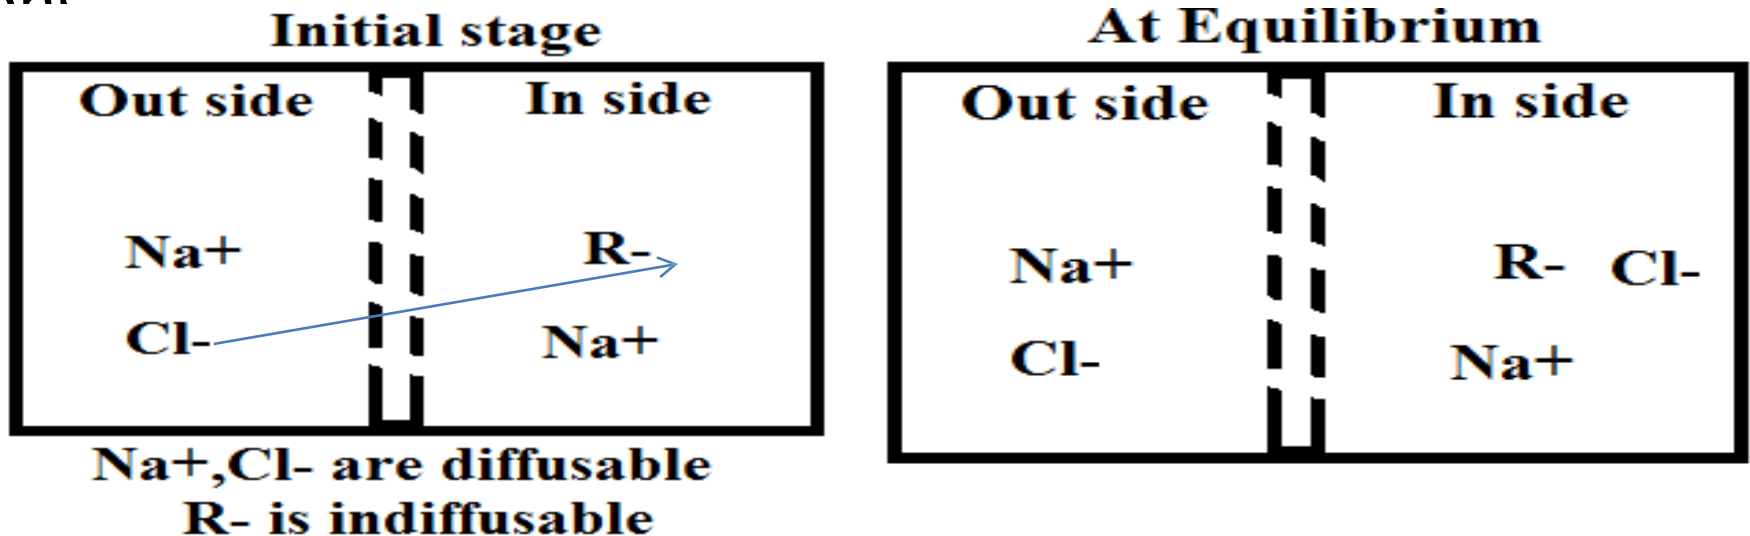 Initial stage
Out side
In side
Na+
R-
Cl-
Na+
Na+,Cl- are diffusable
R- is indiffusable
At Equilibrium
Out side
In side
Na+
R- Cl-
Cl-
Na+